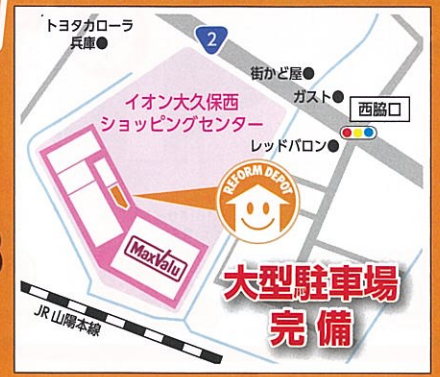 トヨタカローラ
兵庫
2
街かど屋
ガスト
西脇口
イオン大久保西
ショッピングセンター
レッドバロン
REFORM DEPOT
MaxValu
大型駐車場
完備
JR山陽本線